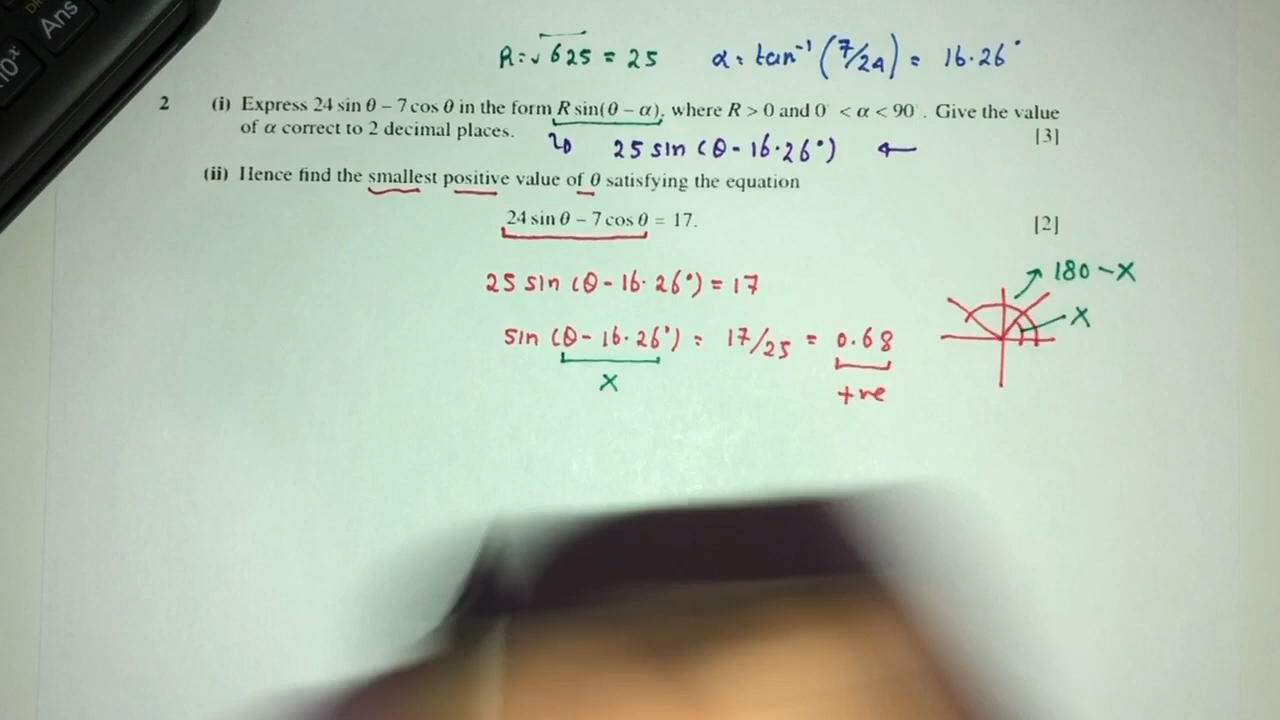 Ans
10ˣ
R=√625 = 25    α = tan⁻¹(7/24) = 16.26°
2 (i) Express 24 sin θ − 7 cos θ in the form R sin(θ − α), where R > 0 and 0° < α < 90°. Give the value
of α correct to 2 decimal places. [3]
25 sin (θ - 16.26°) ←
(ii) Hence find the smallest positive value of θ satisfying the equation
24 sin θ − 7 cos θ = 17. [2]
25 sin (θ - 16.26°) = 17
180 - x
x
sin (θ - 16.26°) = 17/25 = 0.68
x
+ve